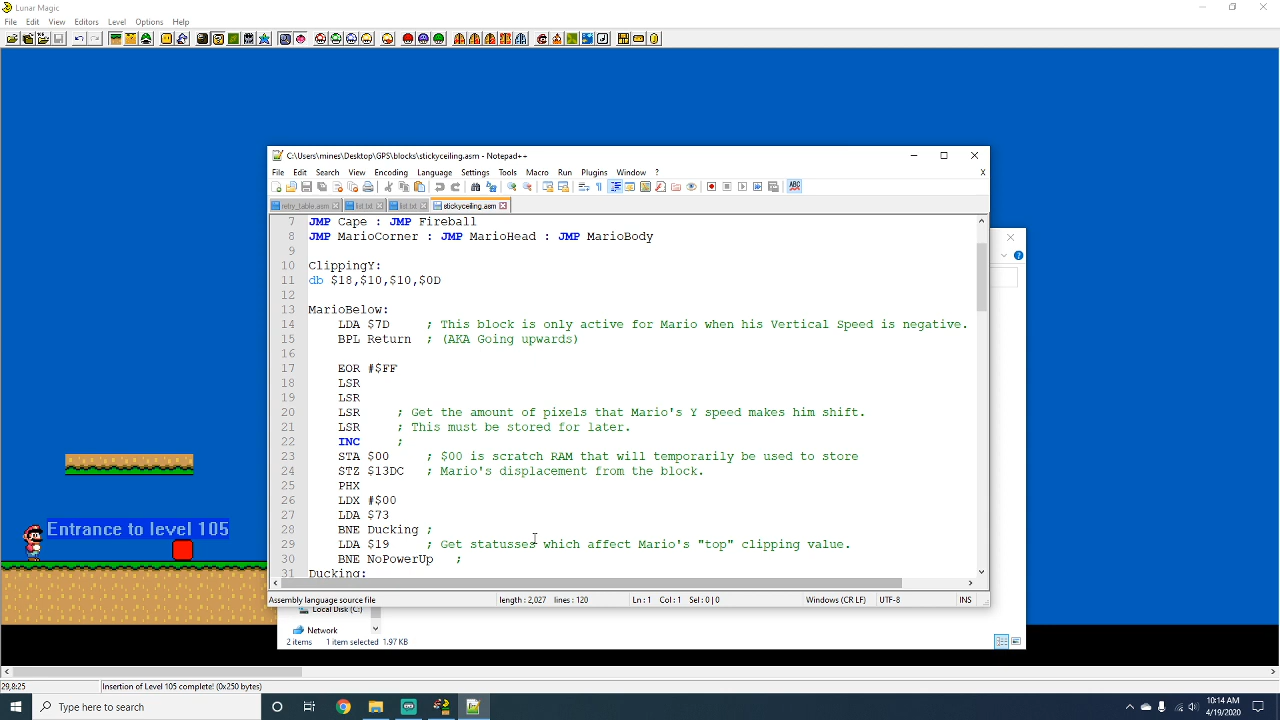 Lunar Magic
File Edit View Editors Level Options Help
C:\Users\mines\Desktop\GPS\blocks\stickyceiling.asm - Notepad++
File Edit Search View Encoding Language Settings Tools Macro Run Plugins Window ?
X
retry_table.asm list.txt list.txt stickyceiling.asm
7 JMP Cape : JMP Fireball
8 JMP MarioCorner : JMP MarioHead : JMP MarioBody
9
10 ClippingY:
11 db $18,$10,$10,$0D
12
13 MarioBelow:
14 LDA $7D ; This block is only active for Mario when his Vertical Speed is negative.
15 BPL Return ; (AKA Going upwards)
16
17 EOR #$FF
18 LSR
19 LSR
20 LSR ; Get the amount of pixels that Mario's Y speed makes him shift.
21 LSR ; This must be stored for later.
22 INC ;
23 STA $00 ; $00 is scratch RAM that will temporarily be used to store
24 STZ $13DC ; Mario's displacement from the block.
25 PHX
26 LDX #$00
27 LDA $73
28 BNE Ducking ;
29 LDA $19 ; Get statusses which affect Mario's "top" clipping value.
30 BNE NoPowerUp ;
31 Ducking:
Assembly language source file length : 2,027 lines : 120 Ln : 1 Col : 1 Sel : 0 | 0 Windows (CR LF) UTF-8 INS
Entrance to level 105
Local Disk (C:)
Network
2 items 1 item selected 1.97 KB
29,8:25 Insertion of Level 105 complete! (0x250 bytes)
Type here to search
10:14 AM
4/19/2020